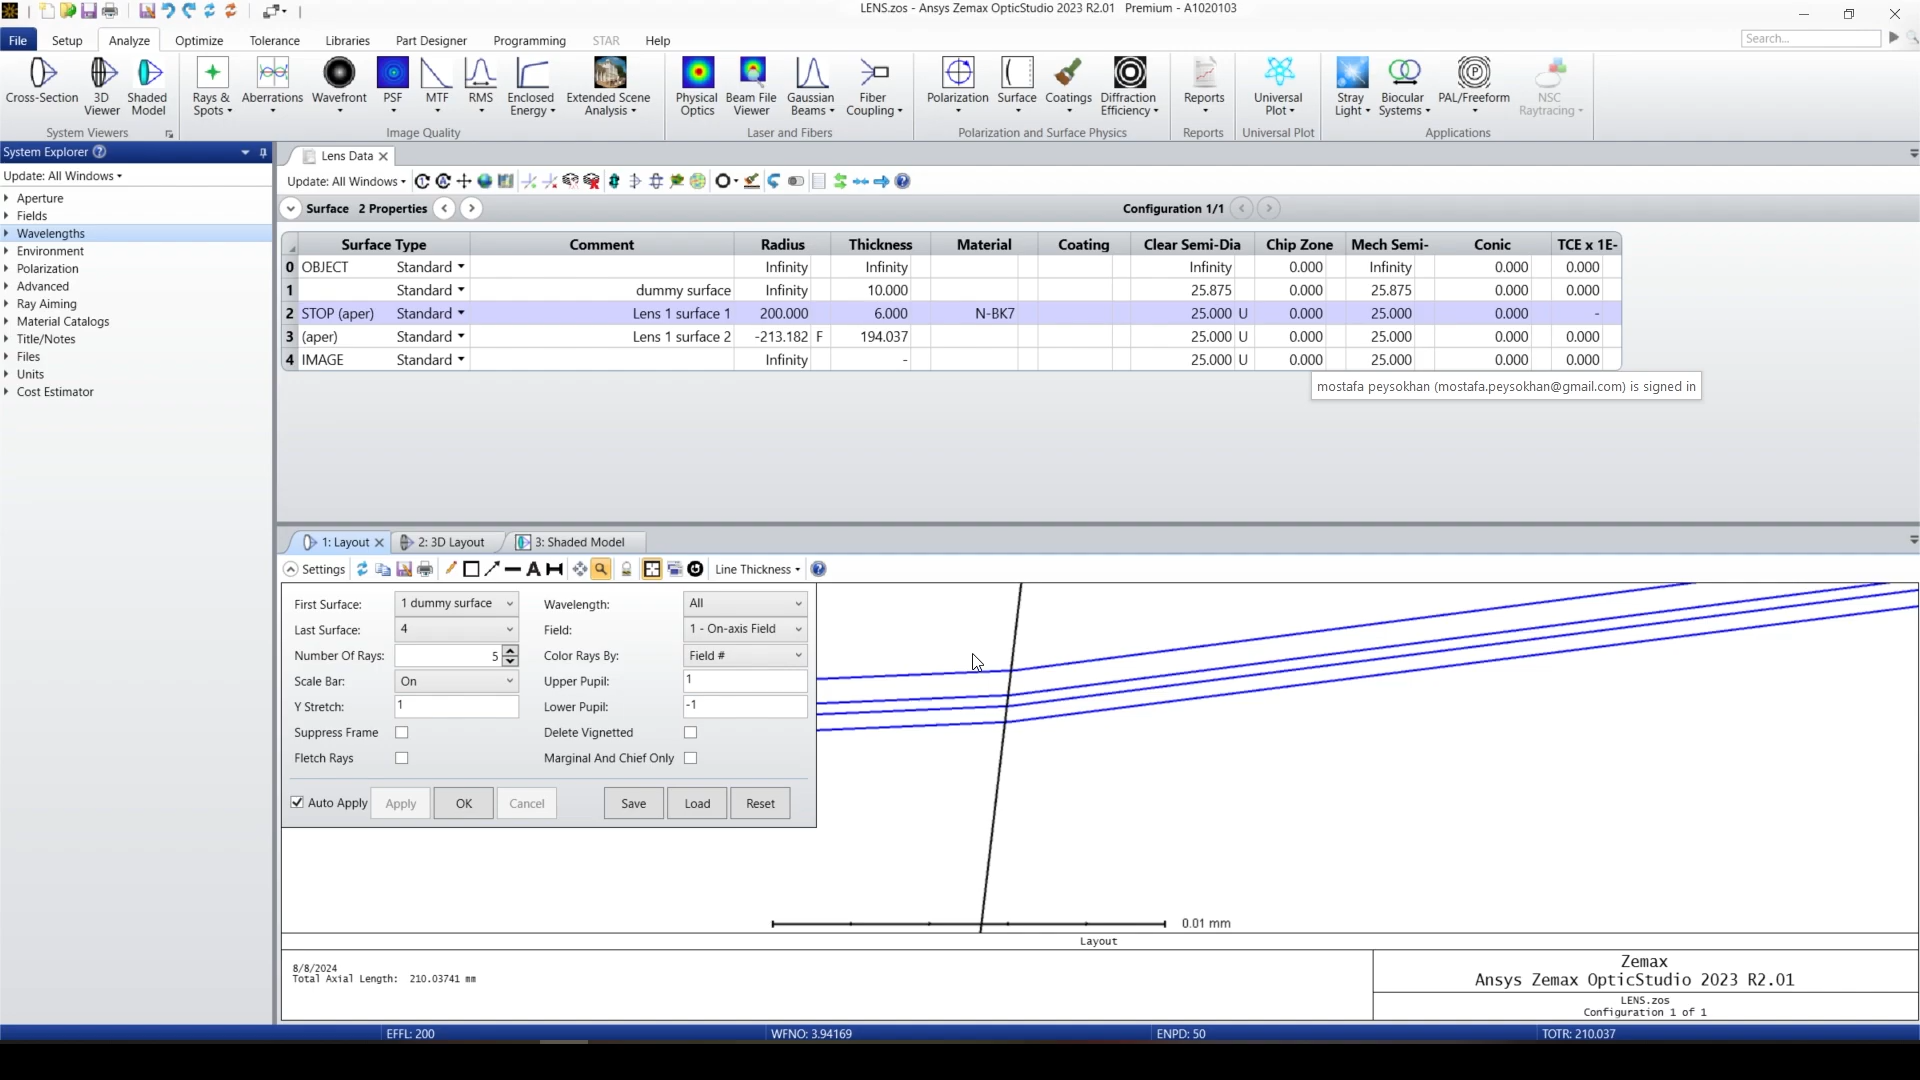 LENS.zos - Ansys Zemax OpticStudio 2023 R2.01 Premium - A1020103
File Setup Analyze Optimize Tolerance Libraries Part Designer Programming STAR Help
Search...
Cross-Section 3D Viewer Shaded Model Rays & Spots Aberrations Wavefront PSF MTF RMS Enclosed Energy Extended Scene Analysis Physical Optics Beam File Viewer Gaussian Beams Fiber Coupling Polarization Surface Coatings Diffraction Efficiency Reports Universal Plot Stray Light Biocular Systems PAL/Freeform NSC Raytracing
System Viewers Image Quality Laser and Fibers Polarization and Surface Physics Reports Universal Plot Applications
System Explorer ?
Update: All Windows
Aperture
Fields
Wavelengths
Environment
Polarization
Advanced
Ray Aiming
Material Catalogs
Title/Notes
Files
Units
Cost Estimator
Lens Data
Update: All Windows
Surface 2 Properties Configuration 1/1
Surface Type Comment Radius Thickness Material Coating Clear Semi-Dia Chip Zone Mech Semi- Conic TCE x 1E-
0 OBJECT Standard Infinity Infinity Infinity 0.000 Infinity 0.000 0.000
1 Standard dummy surface Infinity 10.000 25.875 0.000 25.875 0.000 0.000
2 STOP (aper) Standard Lens 1 surface 1 200.000 6.000 N-BK7 25.000 U 0.000 25.000 0.000 -
3 (aper) Standard Lens 1 surface 2 -213.182 F 194.037 25.000 U 0.000 25.000 0.000 0.000
4 IMAGE Standard Infinity - 25.000 U 0.000 25.000 0.000 0.000
mostafa peysokhan (mostafa.peysokhan@gmail.com) is signed in
1: Layout 2: 3D Layout 3: Shaded Model
Settings A Line Thickness ?
First Surface: 1 dummy surface Wavelength: All
Last Surface: 4 Field: 1 - On-axis Field
Number Of Rays: 5 Color Rays By: Field #
Scale Bar: On Upper Pupil: 1
Y Stretch: 1 Lower Pupil: -1
Suppress Frame Delete Vignetted
Fletch Rays Marginal And Chief Only
Auto Apply Apply OK Cancel Save Load Reset
0.01 mm
Layout
8/8/2024
Total Axial Length: 210.03741 mm
Zemax
Ansys Zemax OpticStudio 2023 R2.01
LENS.zos
Configuration 1 of 1
EFFL: 200 WFNO: 3.94169 ENPD: 50 TOTR: 210.037